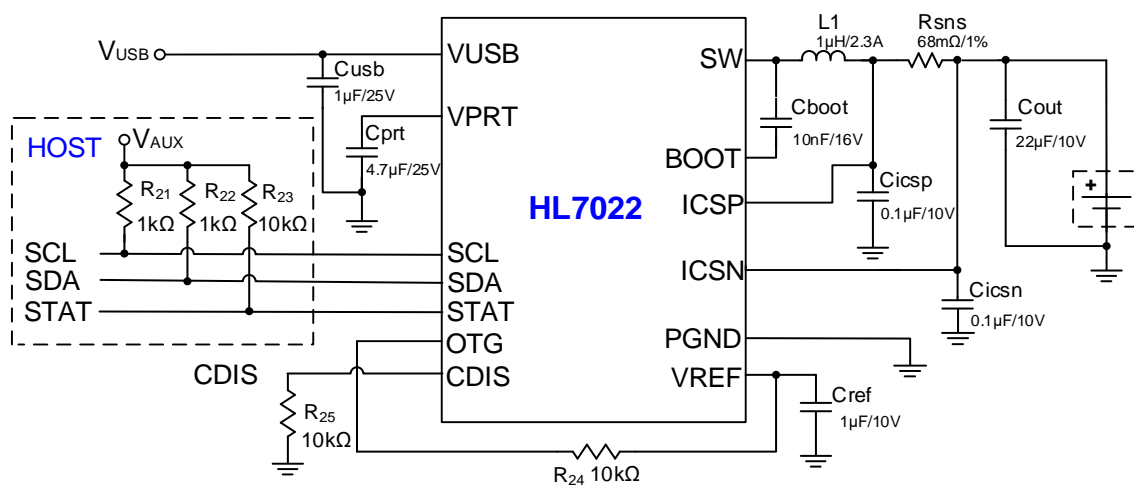 VUSB
Cusb
1µF/25V
Cprt
4.7µF/25V
HOST
VAUX
R21
1kΩ
R22
1kΩ
R23
10kΩ
SCL
SDA
STAT
CDIS
R25
10kΩ
R24 10kΩ
VUSB
VPRT
SCL
SDA
STAT
OTG
CDIS
HL7022
SW
BOOT
ICSP
ICSN
PGND
VREF
L1
1µH/2.3A
Rsns
68mΩ/1%
Cboot
10nF/16V
Cicsp
0.1µF/10V
Cout
22µF/10V
+
Cicsn
0.1µF/10V
Cref
1µF/10V